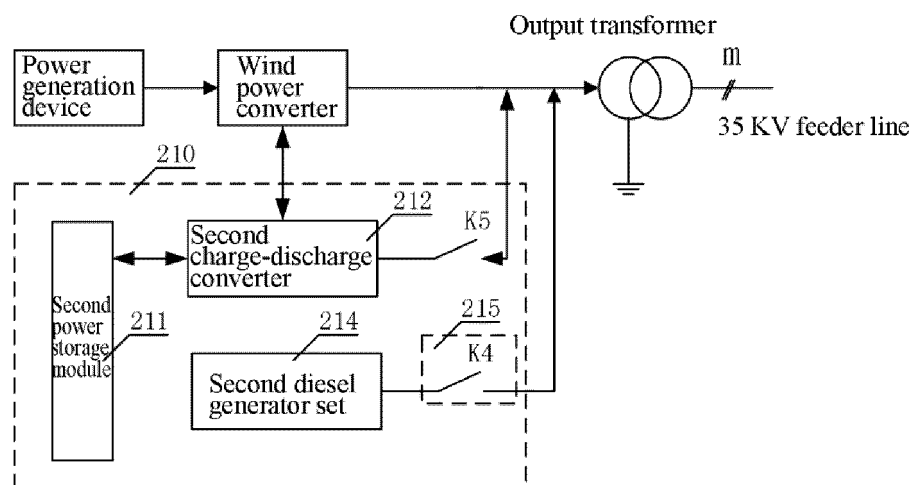 Output transformer
Power
generation
device
Wind
power
converter
m
35 KV feeder line
210
212
Second
charge-discharge
converter
K5
Second
power
storage
module
211
214
215
K4
Second diesel
generator set